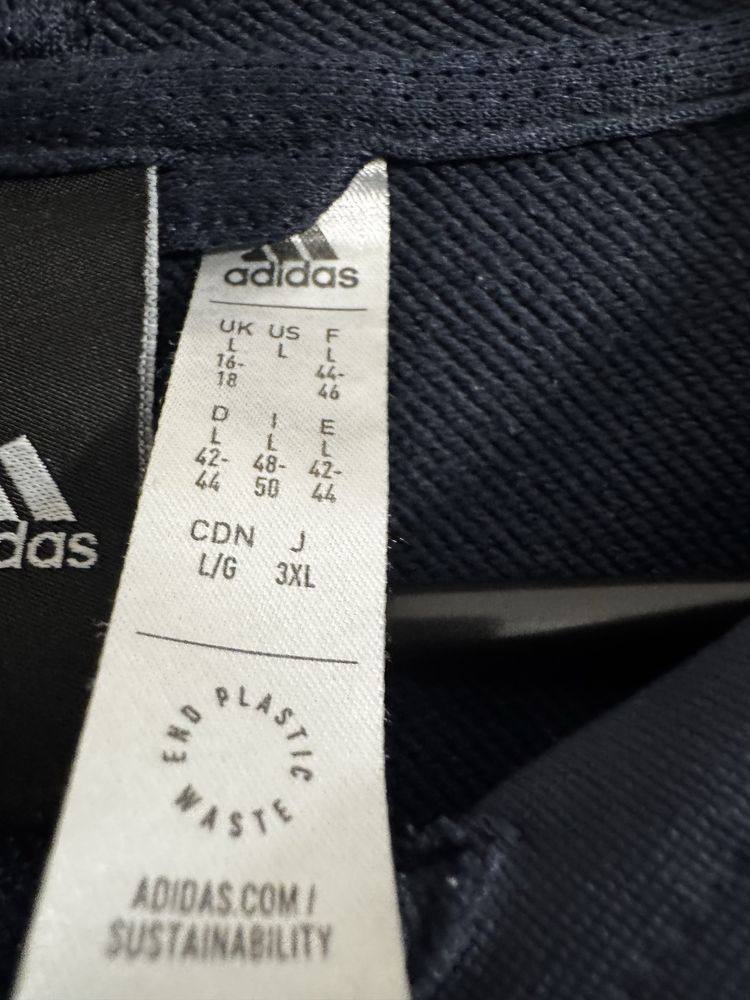 adidas
UK US F
L L L
16- 44-
18 46
D I E
L L L
42- 48- 42-
44 50 44
CDN J
L/G 3XL
END PLASTIC WASTE
ADIDAS.COM/
SUSTAINABILITY
didas